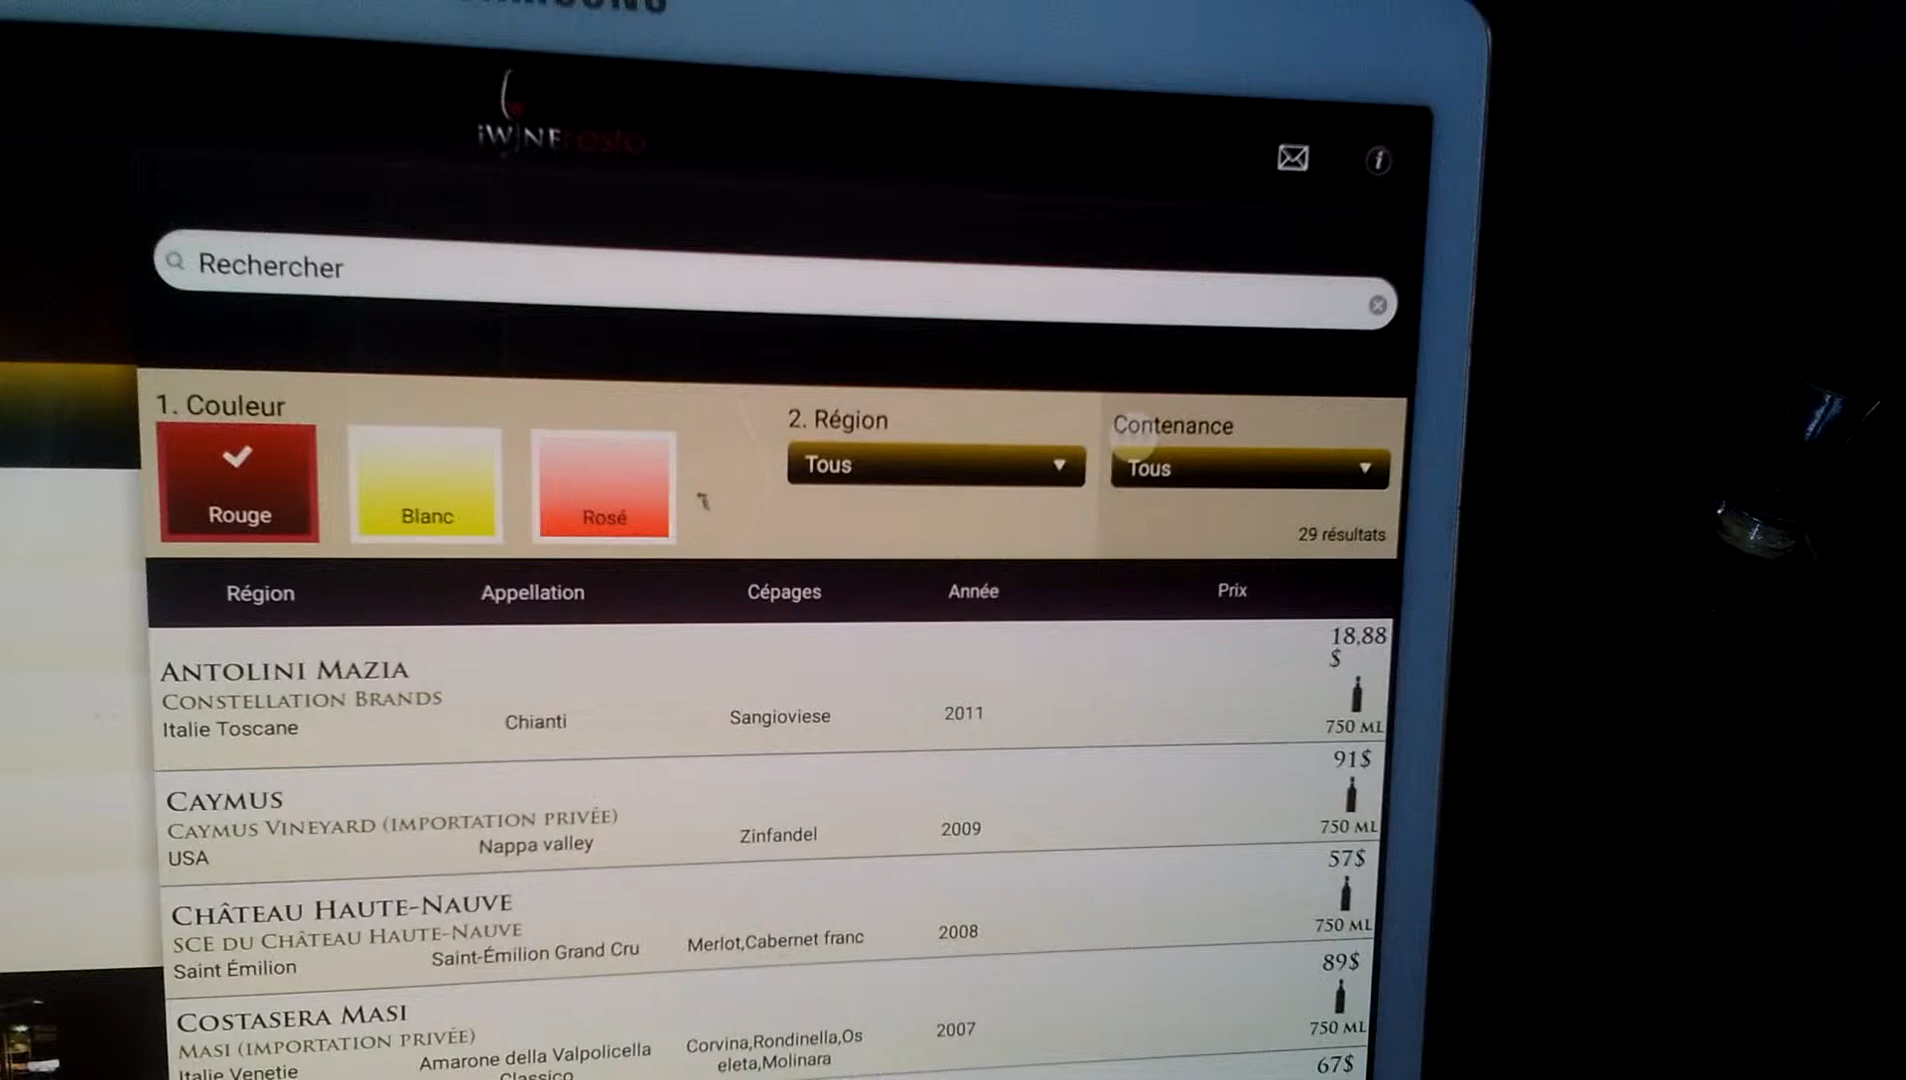 SAMSUNG
iWINEresto
Rechercher
1. Couleur
2. Région
Contenance
Rouge
Blanc
Rosé
Tous
Tous
29 résultats
Région
Appellation
Cépages
Année
Prix
ANTOLINI MAZIA
CONSTELLATION BRANDS
Italie Toscane
Chianti
Sangioviese
2011
18,88
$
750 ML
CAYMUS
CAYMUS VINEYARD (IMPORTATION PRIVÉE)
USA
Nappa valley
Zinfandel
2009
91$
750 ML
CHÂTEAU HAUTE-NAUVE
SCE DU CHÂTEAU HAUTE-NAUVE
Saint Émilion
Saint-Émilion Grand Cru
Merlot,Cabernet franc
2008
57$
750 ML
COSTASERA MASI
MASI (IMPORTATION PRIVÉE)
Italie Venetie
Amarone della Valpolicella
Classico
Corvina,Rondinella,Os
eleta,Molinara
2007
89$
750 ML
67$